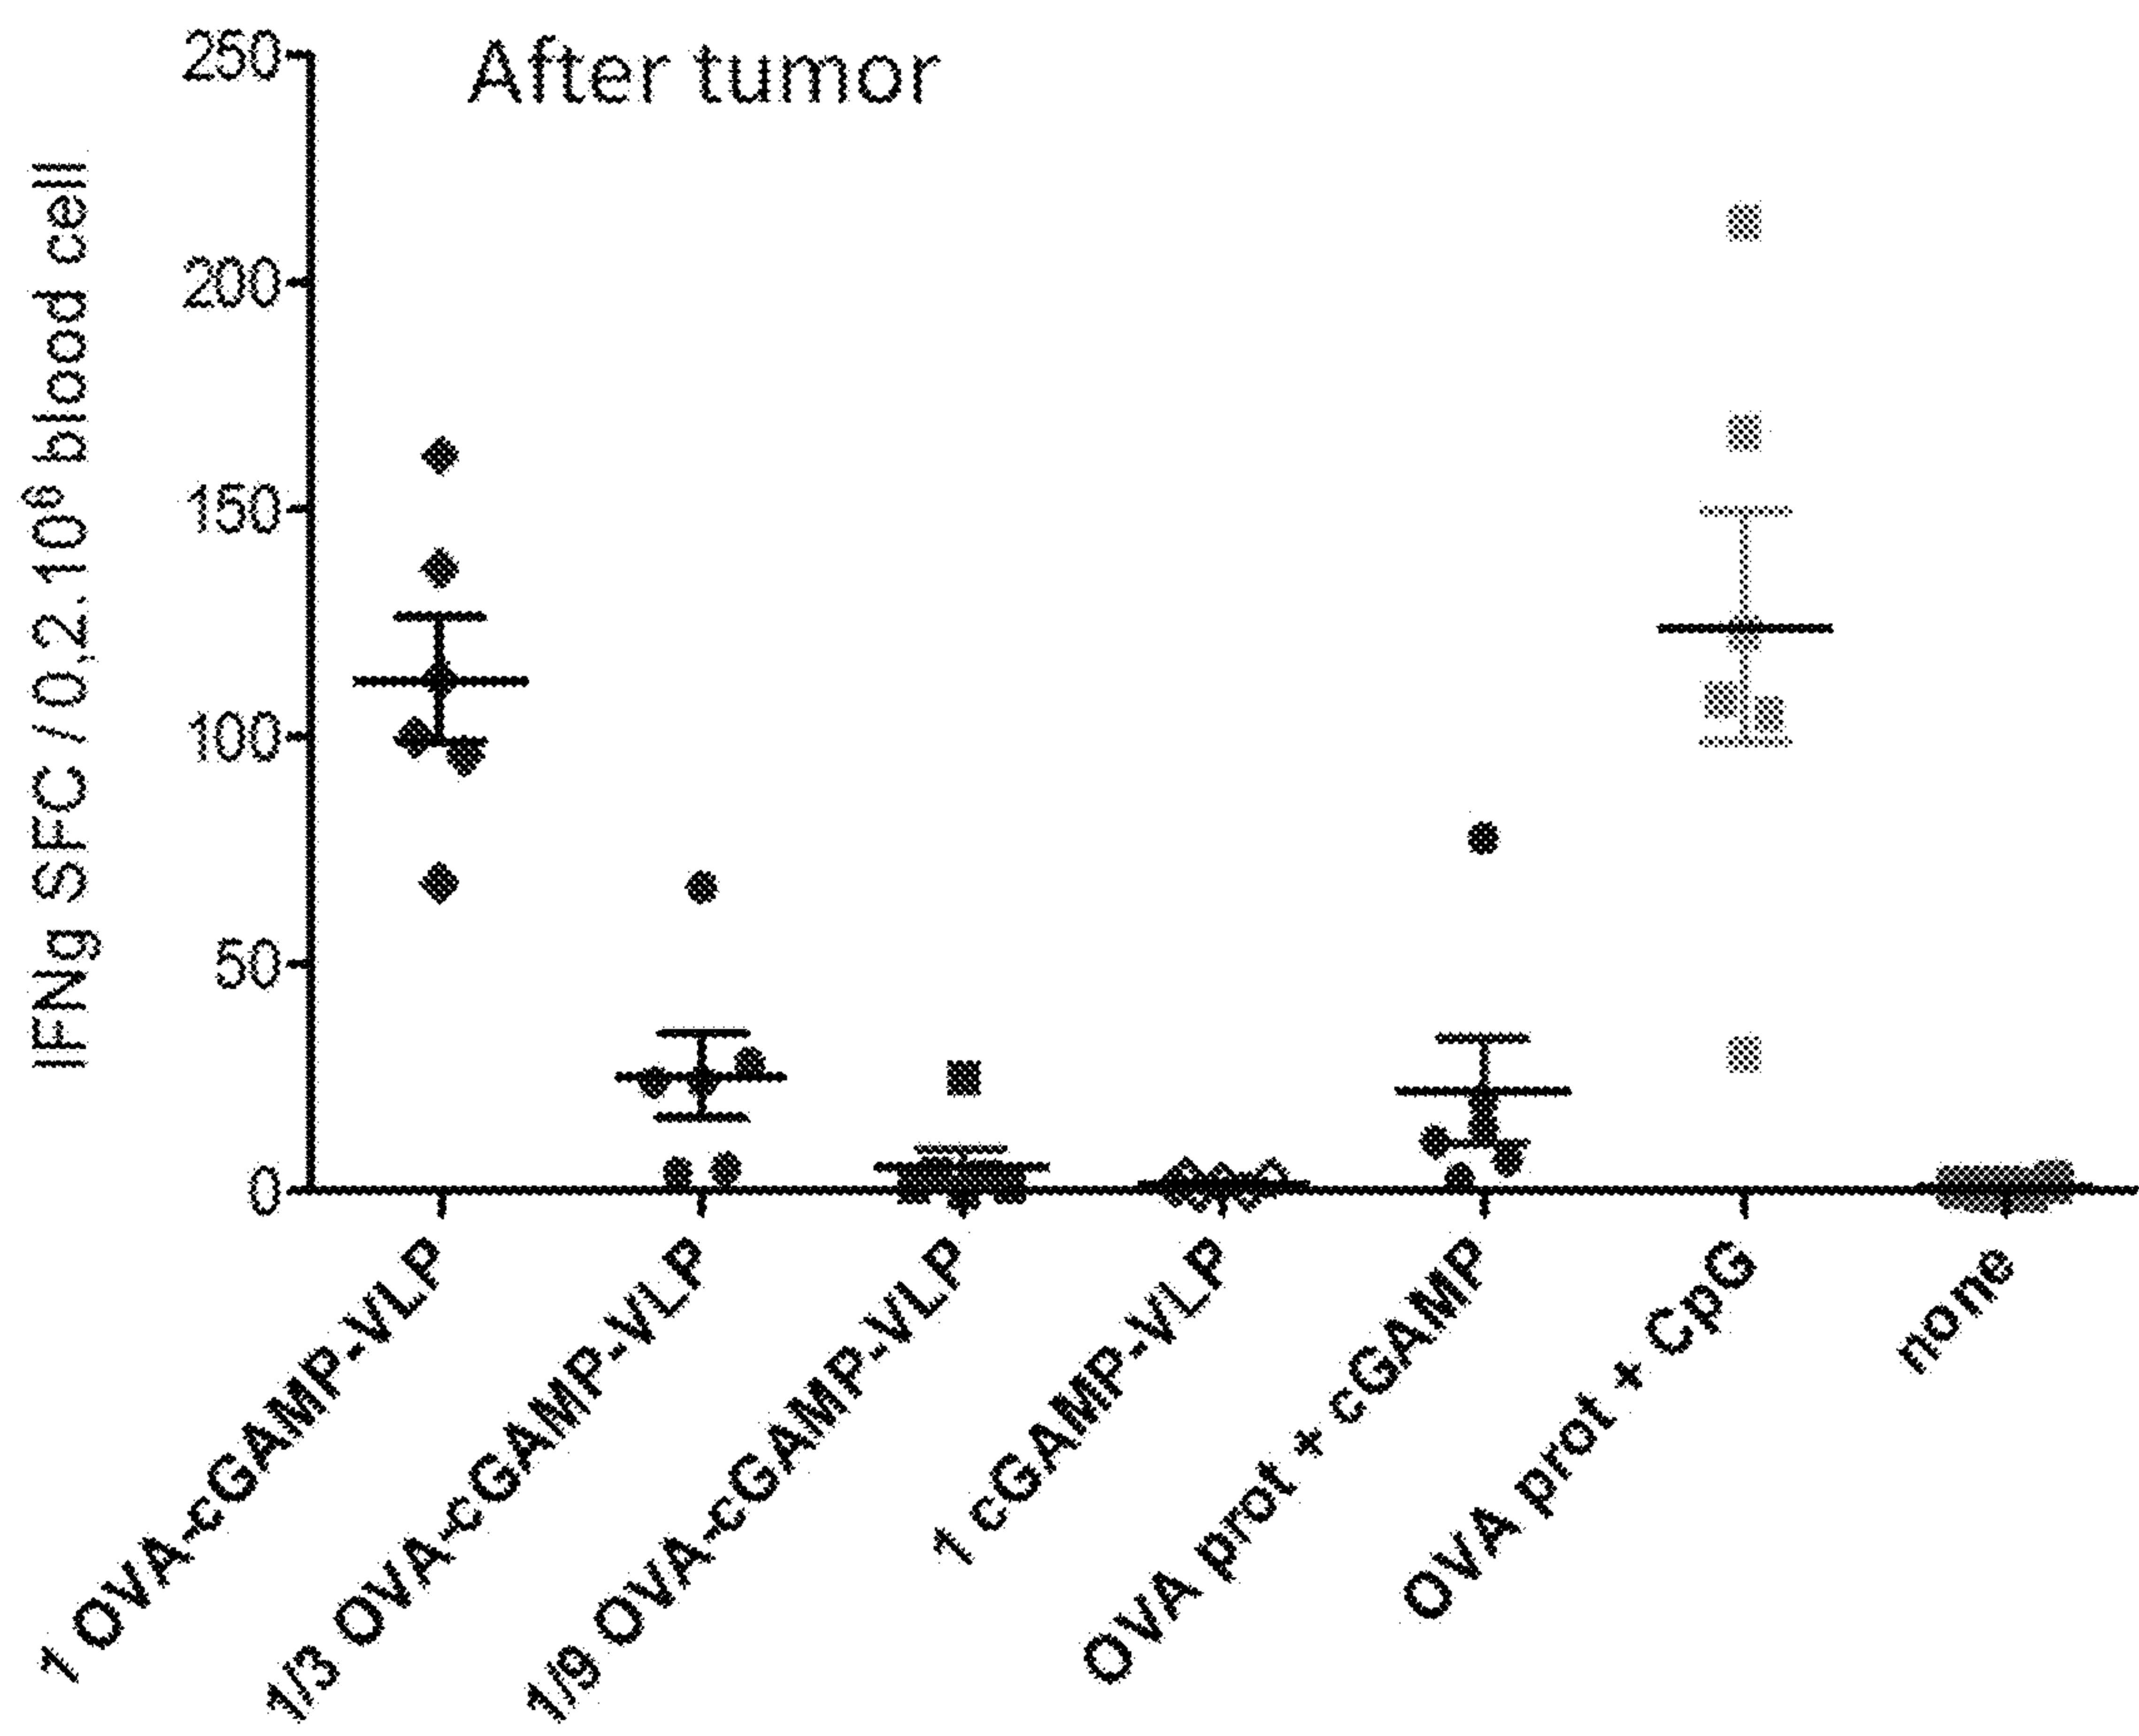 After tumor
IFNg SFC / 0,2.10⁶ blood cell
250
200
150
100
50
0
1 OVA-cGAMP-VLP
1/3 OVA-cGAMP-VLP
1/9 OVA-cGAMP-VLP
1 cGAMP-VLP
OVA prot + cGAMP
OVA prot + CpG
none